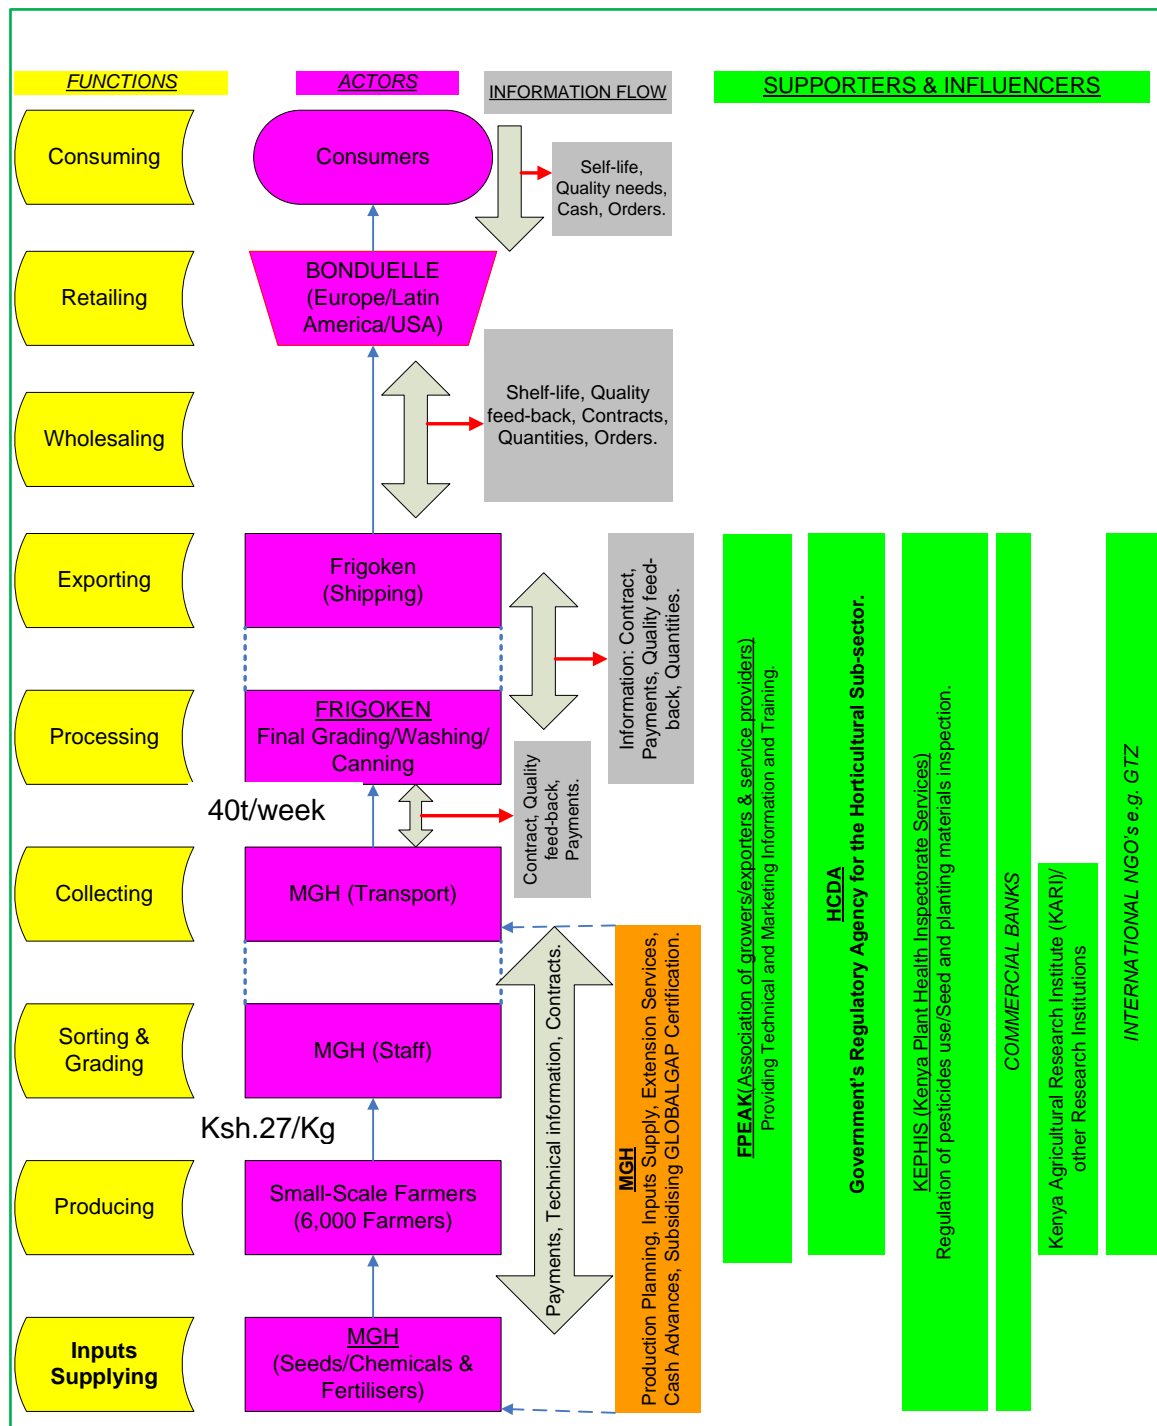 FUNCTIONS
ACTORS
INFORMATION FLOW
SUPPORTERS & INFLUENCERS
Consuming
Consumers
Self-life,
Quality needs,
Cash, Orders.
Retailing
BONDUELLE
(Europe/Latin
America/USA)
Wholesaling
Shelf-life, Quality
feed-back, Contracts,
Quantities, Orders.
Exporting
Frigoken
(Shipping)
Information: Contract,
Payments, Quality feed-
back, Quantities.
Processing
FRIGOKEN
Final Grading/Washing/
Canning
40t/week
Contract, Quality
feed-back,
Payments.
Collecting
MGH (Transport)
Sorting &
Grading
MGH (Staff)
Ksh.27/Kg
Producing
Small-Scale Farmers
(6,000 Farmers)
Payments, Technical information, Contracts.
Inputs
Supplying
MGH
(Seeds/Chemicals &
Fertilisers)
MGH
Production Planning, Inputs Supply, Extension Services,
Cash Advances, Subsidising GLOBALGAP Certification.
FPEAK(Association of growers/exporters & service providers)
Providing Technical and Marketing Information and Training.
HCDA
Government's Regulatory Agency for the Horticultural Sub-sector.
KEPHIS (Kenya Plant Health Inspectorate Services)
Regulation of pesticides use/Seed and planting materials inspection.
COMMERCIAL BANKS
Kenya Agricultural Research Institute (KARI)/
other Research Institutions
INTERNATIONAL NGO's e.g. GTZ